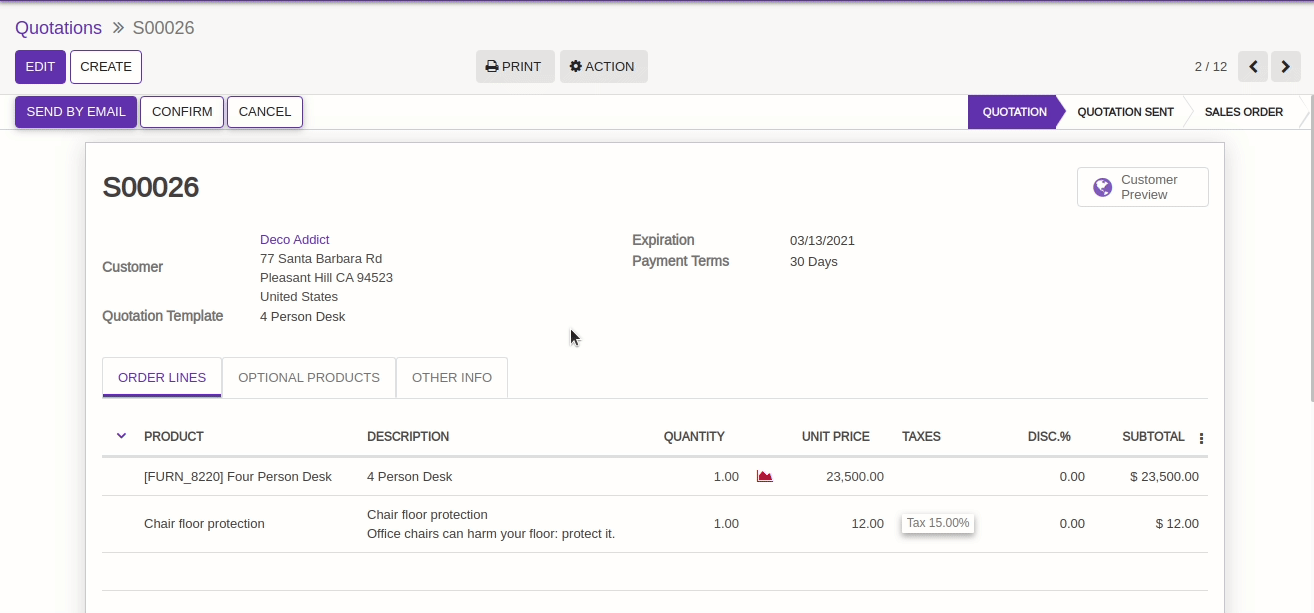 Quotations » S00026
EDIT CREATE PRINT ACTION 2 / 12
SEND BY EMAIL CONFIRM CANCEL QUOTATION QUOTATION SENT SALES ORDER
S00026
Customer
Preview
Customer
Deco Addict
77 Santa Barbara Rd
Pleasant Hill CA 94523
United States
Quotation Template 4 Person Desk
Expiration 03/13/2021
Payment Terms 30 Days
ORDER LINES OPTIONAL PRODUCTS OTHER INFO
PRODUCT DESCRIPTION QUANTITY UNIT PRICE TAXES DISC.% SUBTOTAL
[FURN_8220] Four Person Desk 4 Person Desk 1.00 23,500.00 0.00 $ 23,500.00
Chair floor protection Chair floor protection 1.00 12.00 Tax 15.00% 0.00 $ 12.00
Office chairs can harm your floor: protect it.